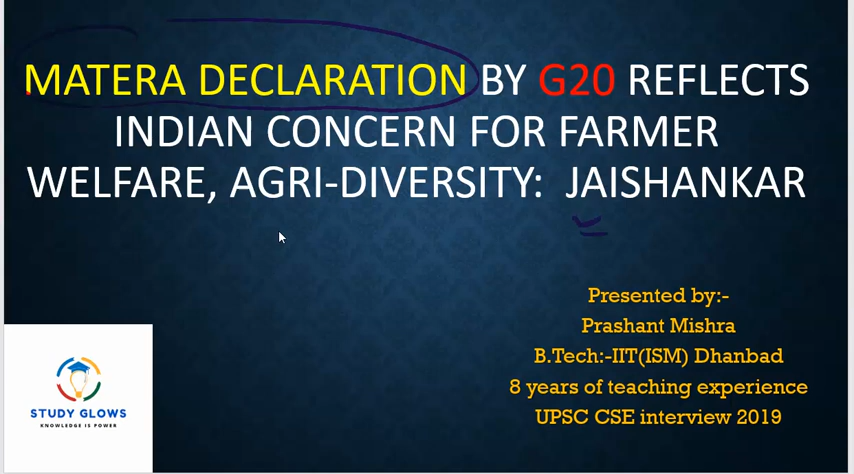 MATERA DECLARATION BY G20 REFLECTS
INDIAN CONCERN FOR FARMER
WELFARE, AGRI-DIVERSITY: JAISHANKAR
Presented by:-
Prashant Mishra
B.Tech:-IIT(ISM) Dhanbad
8 years of teaching experience
UPSC CSE interview 2019
STUDY GLOWS
KNOWLEDGE IS POWER